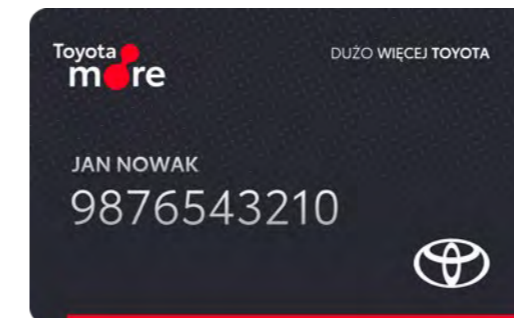 Toyota
more
DUŻO WIĘCEJ TOYOTA
JAN NOWAK
9876543210